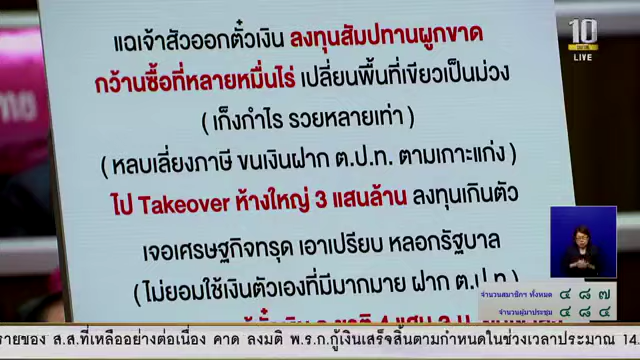 แฉเจ้าสัวออกตั๋วเงิน ลงทุนสัมปทานผูกขาด
10
LIVE
กว้านซื้อที่หลายหมื่นไร่ เปลี่ยนพื้นที่เขียวเป็นม่วง
( เก็งกำไร รวยหลายเท่า )
( หลบเลี่ยงภาษี ขนเงินฝาก ต.ป.ท. ตามเกาะแก่ง )
ไป Takeover ห้างใหญ่ 3 แสนล้าน ลงทุนเกินตัว
เจอเศรษฐกิจทรุด เอาเปรียบ หลอกรัฐบาล
( ไม่ยอมใช้เงินตัวเองที่มีมากมาย ฝาก ต.ป.ท. )
จำนวนสมาชิกฯ ทั้งหมด ๔๘๗
จำนวนผู้มาประชุม ๔๘๔
รายของ ส.ส.ที่เหลืออย่างต่อเนื่อง คาด ลงมติ พ.ร.ก.กู้เงินเสร็จสิ้นตามกำหนดในช่วงเวลาประมาณ 14.